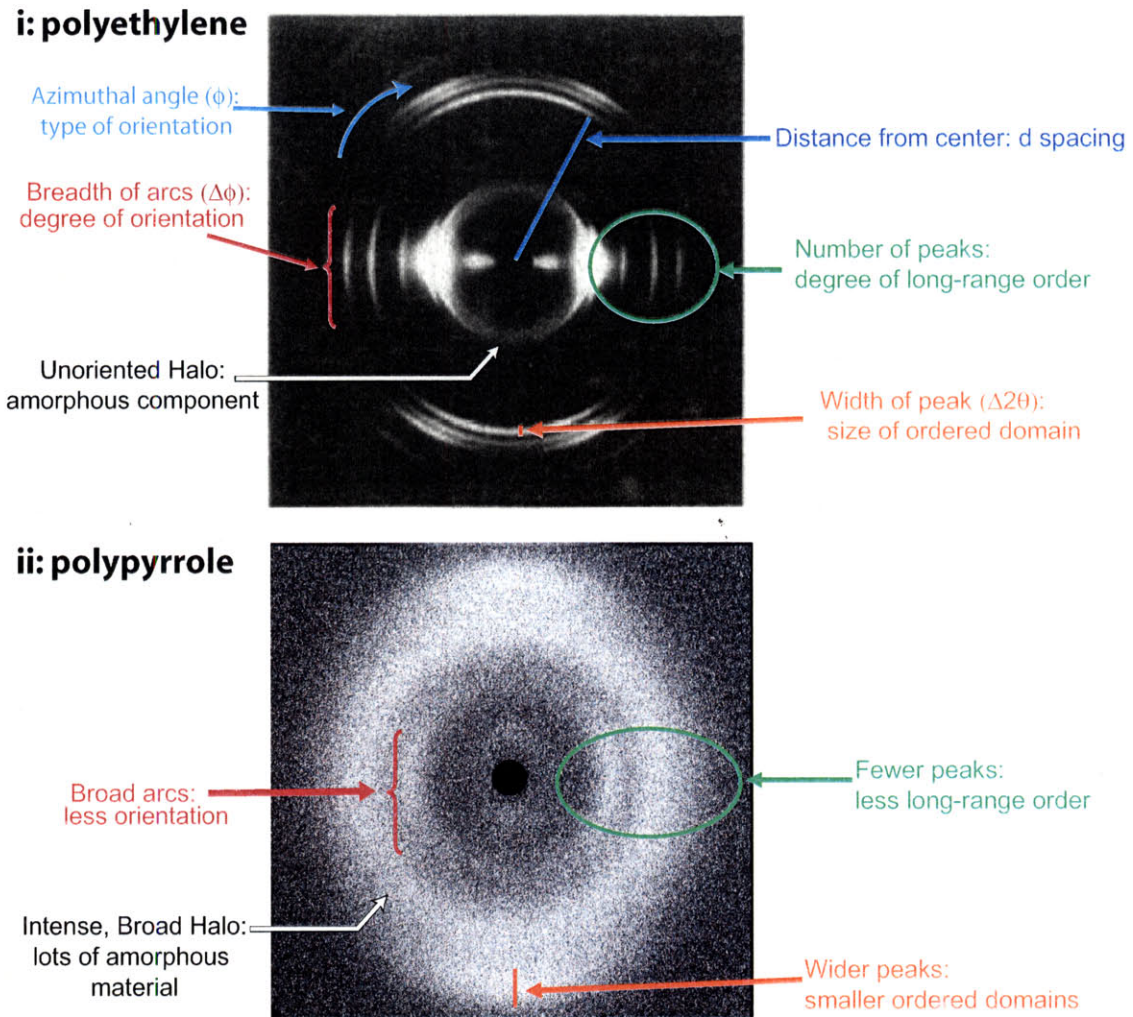 i: polyethylene
Azimuthal angle (ϕ):
type of orientation
Distance from center: d spacing
Breadth of arcs (Δϕ):
degree of orientation
Number of peaks:
degree of long-range order
Unoriented Halo:
amorphous component
Width of peak (Δ2θ):
size of ordered domain
ii: polypyrrole
Broad arcs:
less orientation
Fewer peaks:
less long-range order
Intense, Broad Halo:
lots of amorphous
material
Wider peaks:
smaller ordered domains